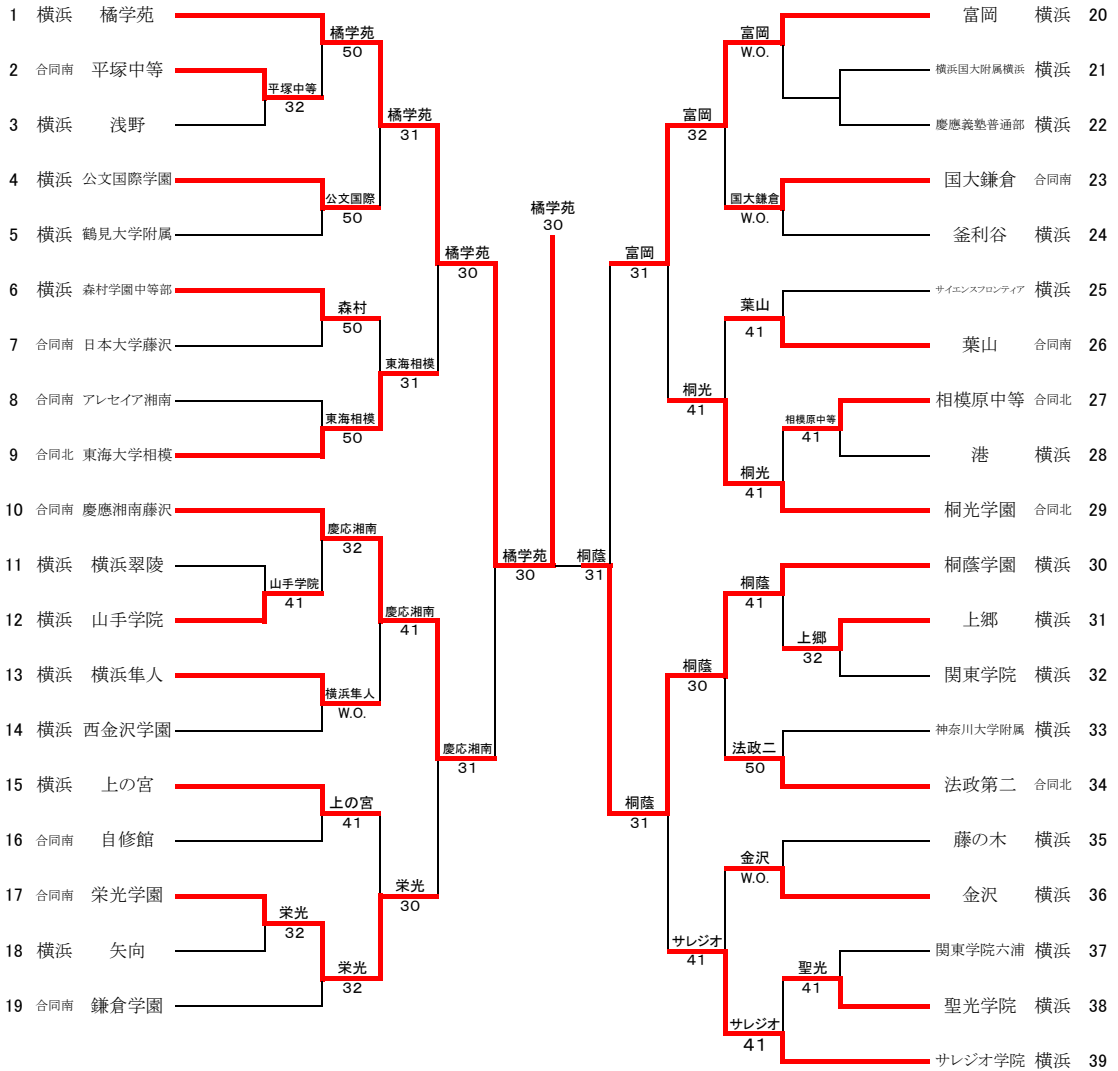 1 横浜 橘学苑
2 合同南 平塚中等
3 横浜 浅野
4 横浜 公文国際学園
5 横浜 鶴見大学附属
6 横浜 森村学園中等部
7 合同南 日本大学藤沢
8 合同南 アレセイア湘南
9 合同北 東海大学相模
10 合同南 慶應湘南藤沢
11 横浜 横浜翠陵
12 横浜 山手学院
13 横浜 横浜隼人
14 横浜 西金沢学園
15 横浜 上の宮
16 合同南 自修館
17 合同南 栄光学園
18 横浜 矢向
19 合同南 鎌倉学園
平塚中等
32
山手学院
41
栄光
32
橘学苑
50
公文国際
50
森村
50
東海相模
50
慶応湘南
32
横浜隼人
W.O.
上の宮
41
栄光
32
橘学苑
31
東海相模
31
慶応湘南
41
栄光
30
橘学苑
30
慶応湘南
31
橘学苑
30
橘学苑
30
桐蔭
31
富岡
31
桐蔭
31
富岡
32
桐光
41
桐蔭
30
サレジオ
41
富岡
W.O.
国大鎌倉
W.O.
葉山
41
桐光
41
桐蔭
41
法政二
50
金沢
W.O.
サレジオ
41
相模原中等
41
上郷
32
聖光
41
富岡 横浜 20
横浜国大附属横浜 横浜 21
慶應義塾普通部 横浜 22
国大鎌倉 合同南 23
釜利谷 横浜 24
サイエンスフロンティア 横浜 25
葉山 合同南 26
相模原中等 合同北 27
港 横浜 28
桐光学園 合同北 29
桐蔭学園 横浜 30
上郷 横浜 31
関東学院 横浜 32
神奈川大学附属 横浜 33
法政第二 合同北 34
藤の木 横浜 35
金沢 横浜 36
関東学院六浦 横浜 37
聖光学院 横浜 38
サレジオ学院 横浜 39